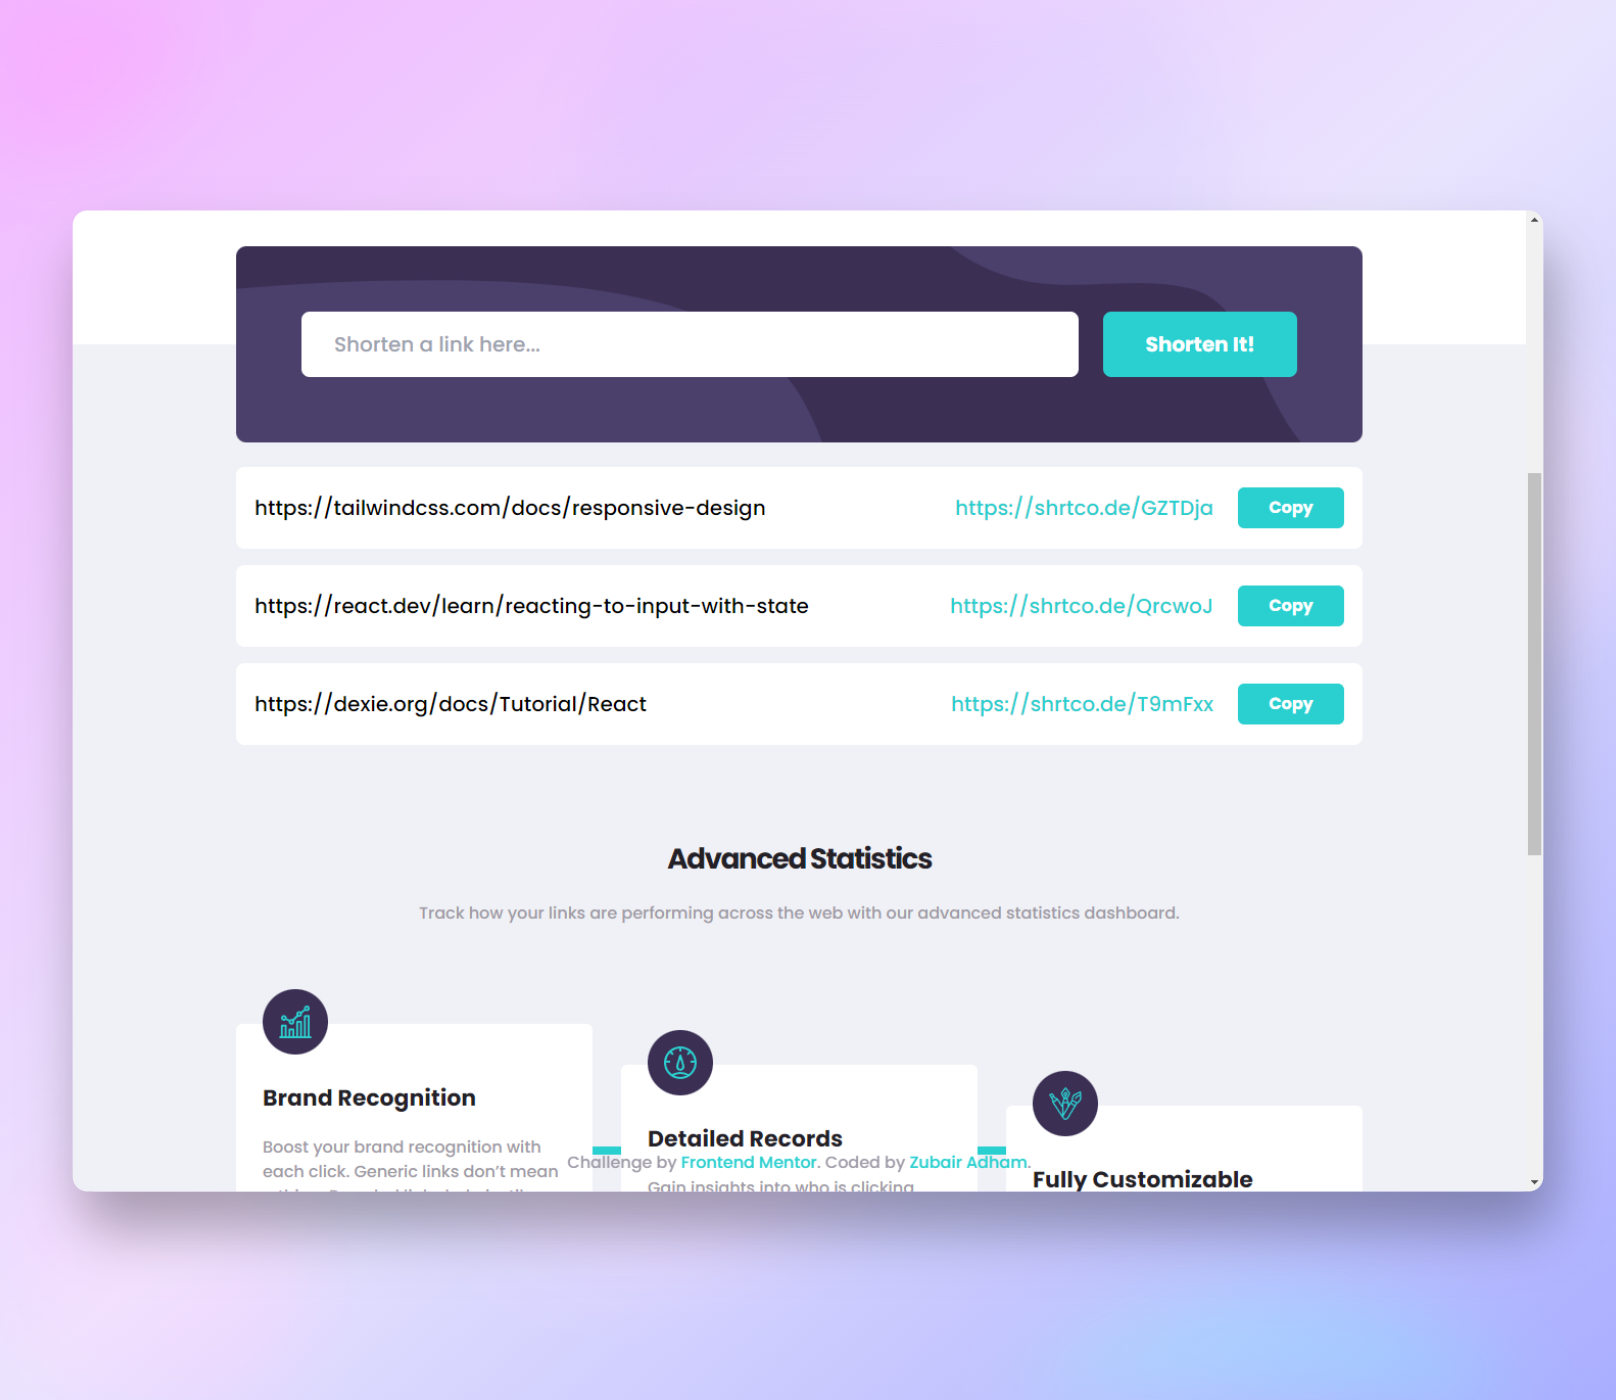 Shorten a link here...
Shorten It!
https://tailwindcss.com/docs/responsive-design
https://shrtco.de/GZTDja
Copy
https://react.dev/learn/reacting-to-input-with-state
https://shrtco.de/QrcwoJ
Copy
https://dexie.org/docs/Tutorial/React
https://shrtco.de/T9mFxx
Copy
Advanced Statistics
Track how your links are performing across the web with our advanced statistics dashboard.
Brand Recognition
Boost your brand recognition with
each click. Generic links don’t mean
Detailed Records
Challenge by Frontend Mentor. Coded by Zubair Adham.
Gain insights into who is clicking
Fully Customizable